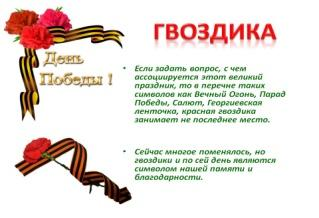 ГВОЗДИКА
День
Победы !
• Если задать вопрос, с чем
ассоциируется этот великий
праздник, то в перечне таких
символов как Вечный Огонь, Парад
Победы, Салют, Георгиевская
ленточка, красная гвоздика
занимает не последнее место.
• Сейчас многое поменялось, но
гвоздики и по сей день являются
символом нашей памяти и
благодарности.